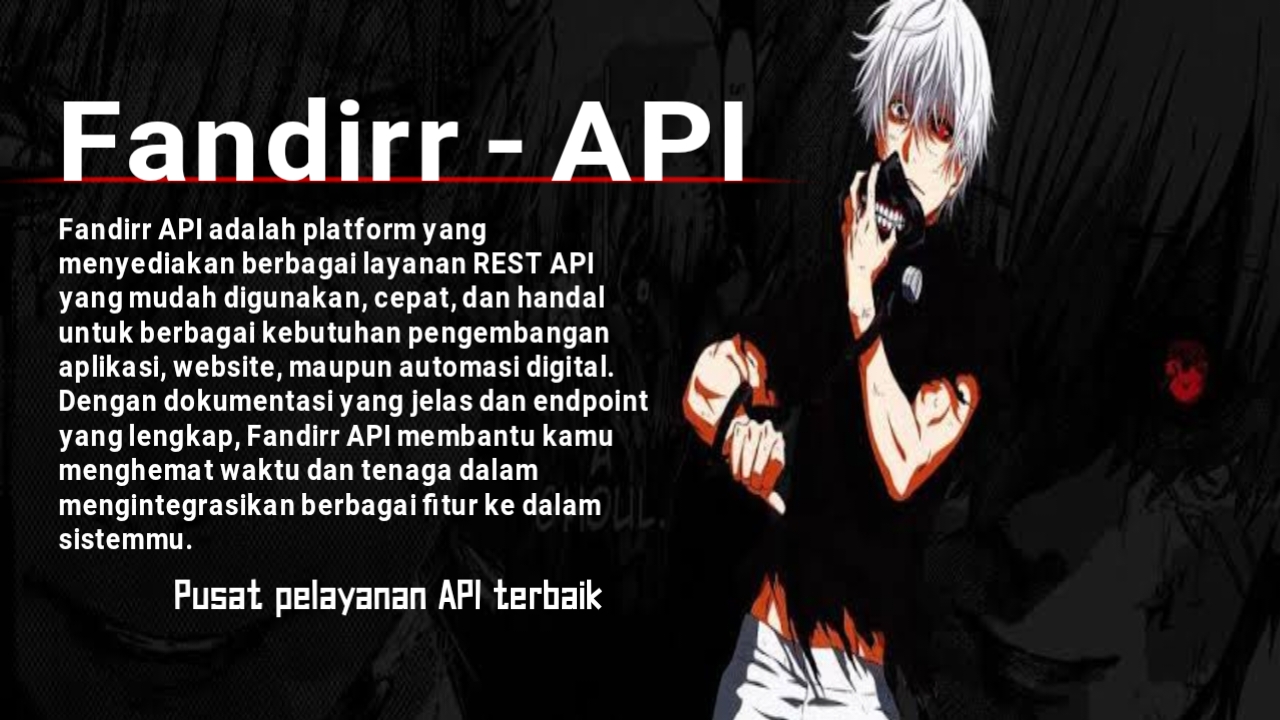 Fandirr - API
Fandirr API adalah platform yang
menyediakan berbagai layanan REST API
yang mudah digunakan, cepat, dan handal
untuk berbagai kebutuhan pengembangan
aplikasi, website, maupun automasi digital.
Dengan dokumentasi yang jelas dan endpoint
yang lengkap, Fandirr API membantu kamu
menghemat waktu dan tenaga dalam
mengintegrasikan berbagai fitur ke dalam
sistemmu.
Pusat pelayanan API terbaik